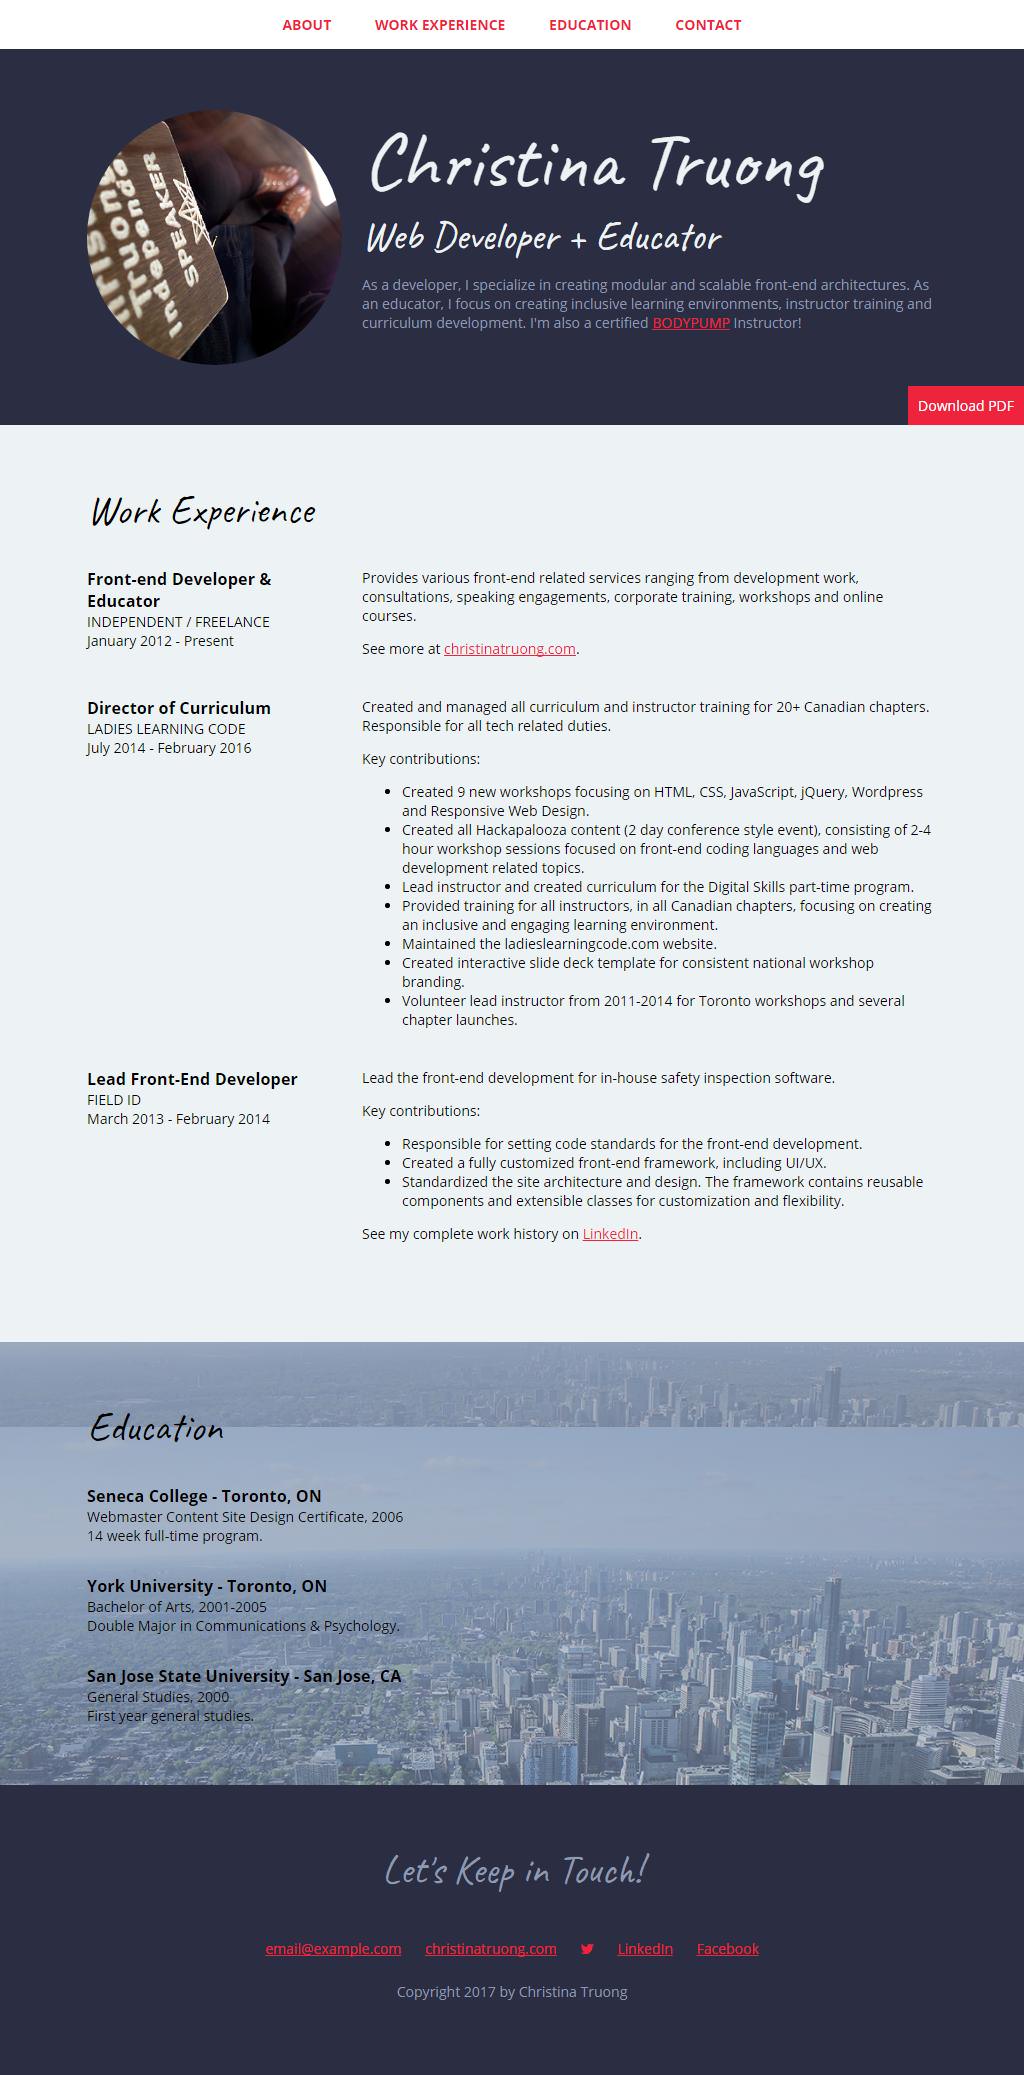 ABOUT WORK EXPERIENCE EDUCATION CONTACT
SPEAKER
Christina Truong
Web Developer + Educator
As a developer, I specialize in creating modular and scalable front-end architectures. As
an educator, I focus on creating inclusive learning environments, instructor training and
curriculum development. I'm also a certified BODYPUMP Instructor!
Download PDF
Work Experience
Front-end Developer &
Educator
INDEPENDENT / FREELANCE
January 2012 - Present
Provides various front-end related services ranging from development work,
consultations, speaking engagements, corporate training, workshops and online
courses.
See more at christinatruong.com.
Director of Curriculum
LADIES LEARNING CODE
July 2014 - February 2016
Created and managed all curriculum and instructor training for 20+ Canadian chapters.
Responsible for all tech related duties.
Key contributions:
• Created 9 new workshops focusing on HTML, CSS, JavaScript, jQuery, Wordpress
and Responsive Web Design.
• Created all Hackapalooza content (2 day conference style event), consisting of 2-4
hour workshop sessions focused on front-end coding languages and web
development related topics.
• Lead instructor and created curriculum for the Digital Skills part-time program.
• Provided training for all instructors, in all Canadian chapters, focusing on creating
an inclusive and engaging learning environment.
• Maintained the ladieslearningcode.com website.
• Created interactive slide deck template for consistent national workshop
branding.
• Volunteer lead instructor from 2011-2014 for Toronto workshops and several
chapter launches.
Lead Front-End Developer
FIELD ID
March 2013 - February 2014
Lead the front-end development for in-house safety inspection software.
Key contributions:
• Responsible for setting code standards for the front-end development.
• Created a fully customized front-end framework, including UI/UX.
• Standardized the site architecture and design. The framework contains reusable
components and extensible classes for customization and flexibility.
See my complete work history on LinkedIn.
Education
Seneca College - Toronto, ON
Webmaster Content Site Design Certificate, 2006
14 week full-time program.
York University - Toronto, ON
Bachelor of Arts, 2001-2005
Double Major in Communications & Psychology.
San Jose State University - San Jose, CA
General Studies, 2000
First year general studies.
Let's Keep in Touch!
email@example.com christinatruong.com LinkedIn Facebook
Copyright 2017 by Christina Truong